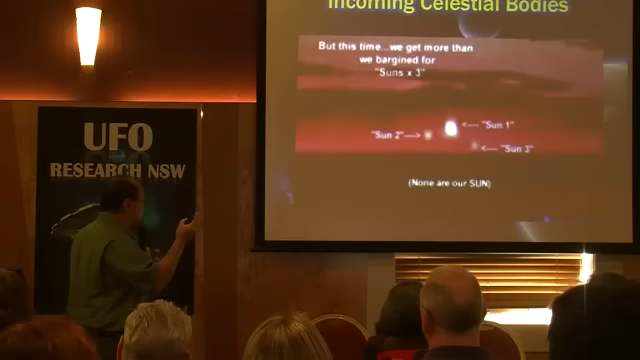 Incoming Celestial Bodies
But this time...we get more than
we bargined for
"Suns x 3"
<--- "Sun 1"
"Sun 2" --->
<--- "Sun 3"
(None are our SUN)
UFO
RESEARCH NSW